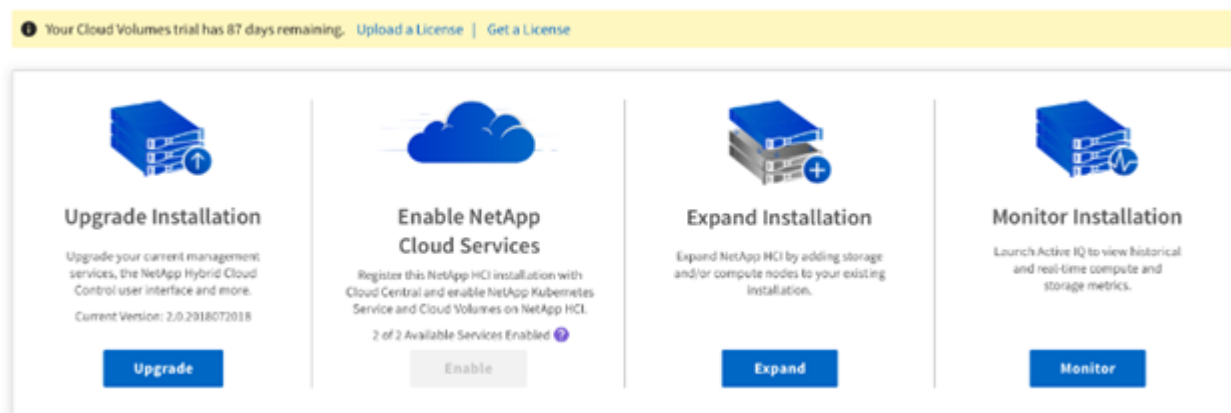 Your Cloud Volumes trial has 87 days remaining. Upload a License | Get a License
Upgrade Installation
Upgrade your current management
services, the NetApp Hybrid Cloud
Control user interface and more.
Current Version: 2.0.2018072018
Upgrade
Enable NetApp
Cloud Services
Register this NetApp HCI installation with
Cloud Central and enable NetApp Kubernetes
Service and Cloud Volumes on NetApp HCI.
2 of 2 Available Services Enabled ?
Enable
Expand Installation
Expand NetApp HCI by adding storage
and/or compute nodes to your existing
installation.
Expand
Monitor Installation
Launch Active IQ to view historical
and real-time compute and
storage metrics.
Monitor